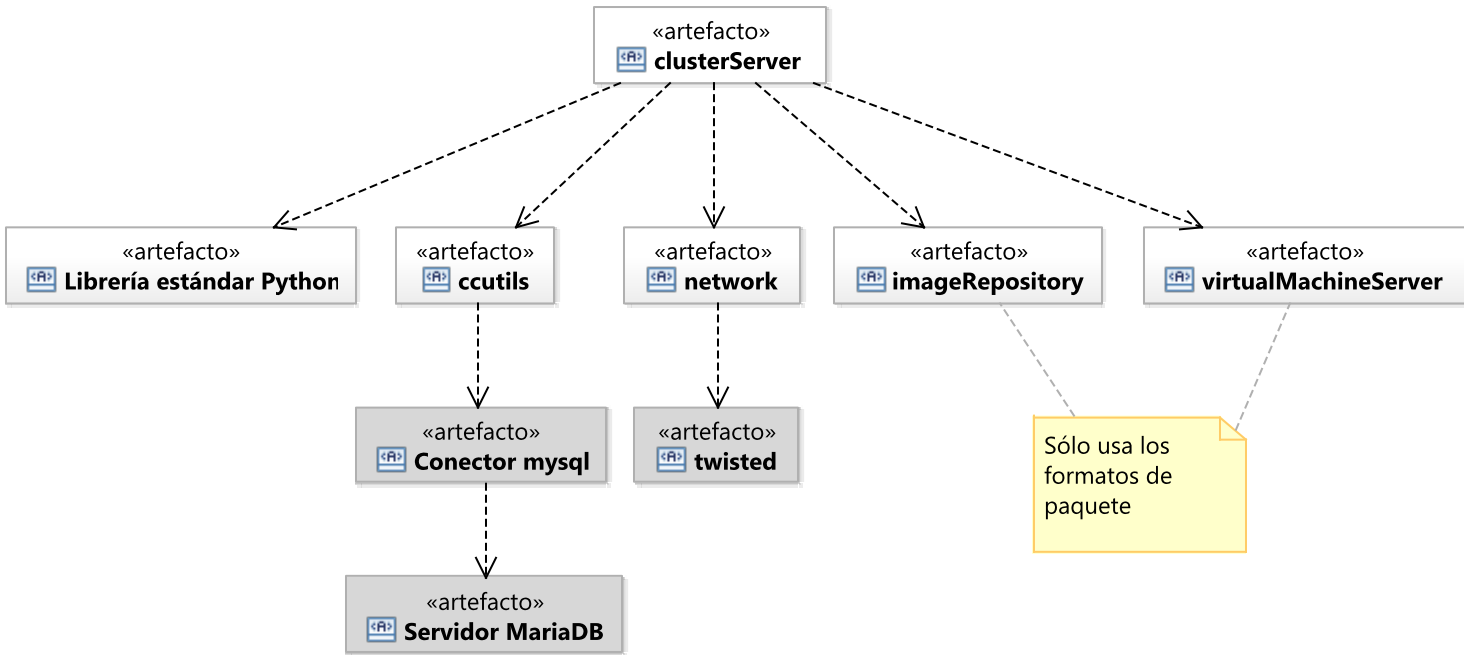 «artefacto»
clusterServer
«artefacto»
Librería estándar Python
«artefacto»
ccutils
«artefacto»
network
«artefacto»
imageRepository
«artefacto»
virtualMachineServer
«artefacto»
Conector mysql
«artefacto»
twisted
Sólo usa los
formatos de
paquete
«artefacto»
Servidor MariaDB